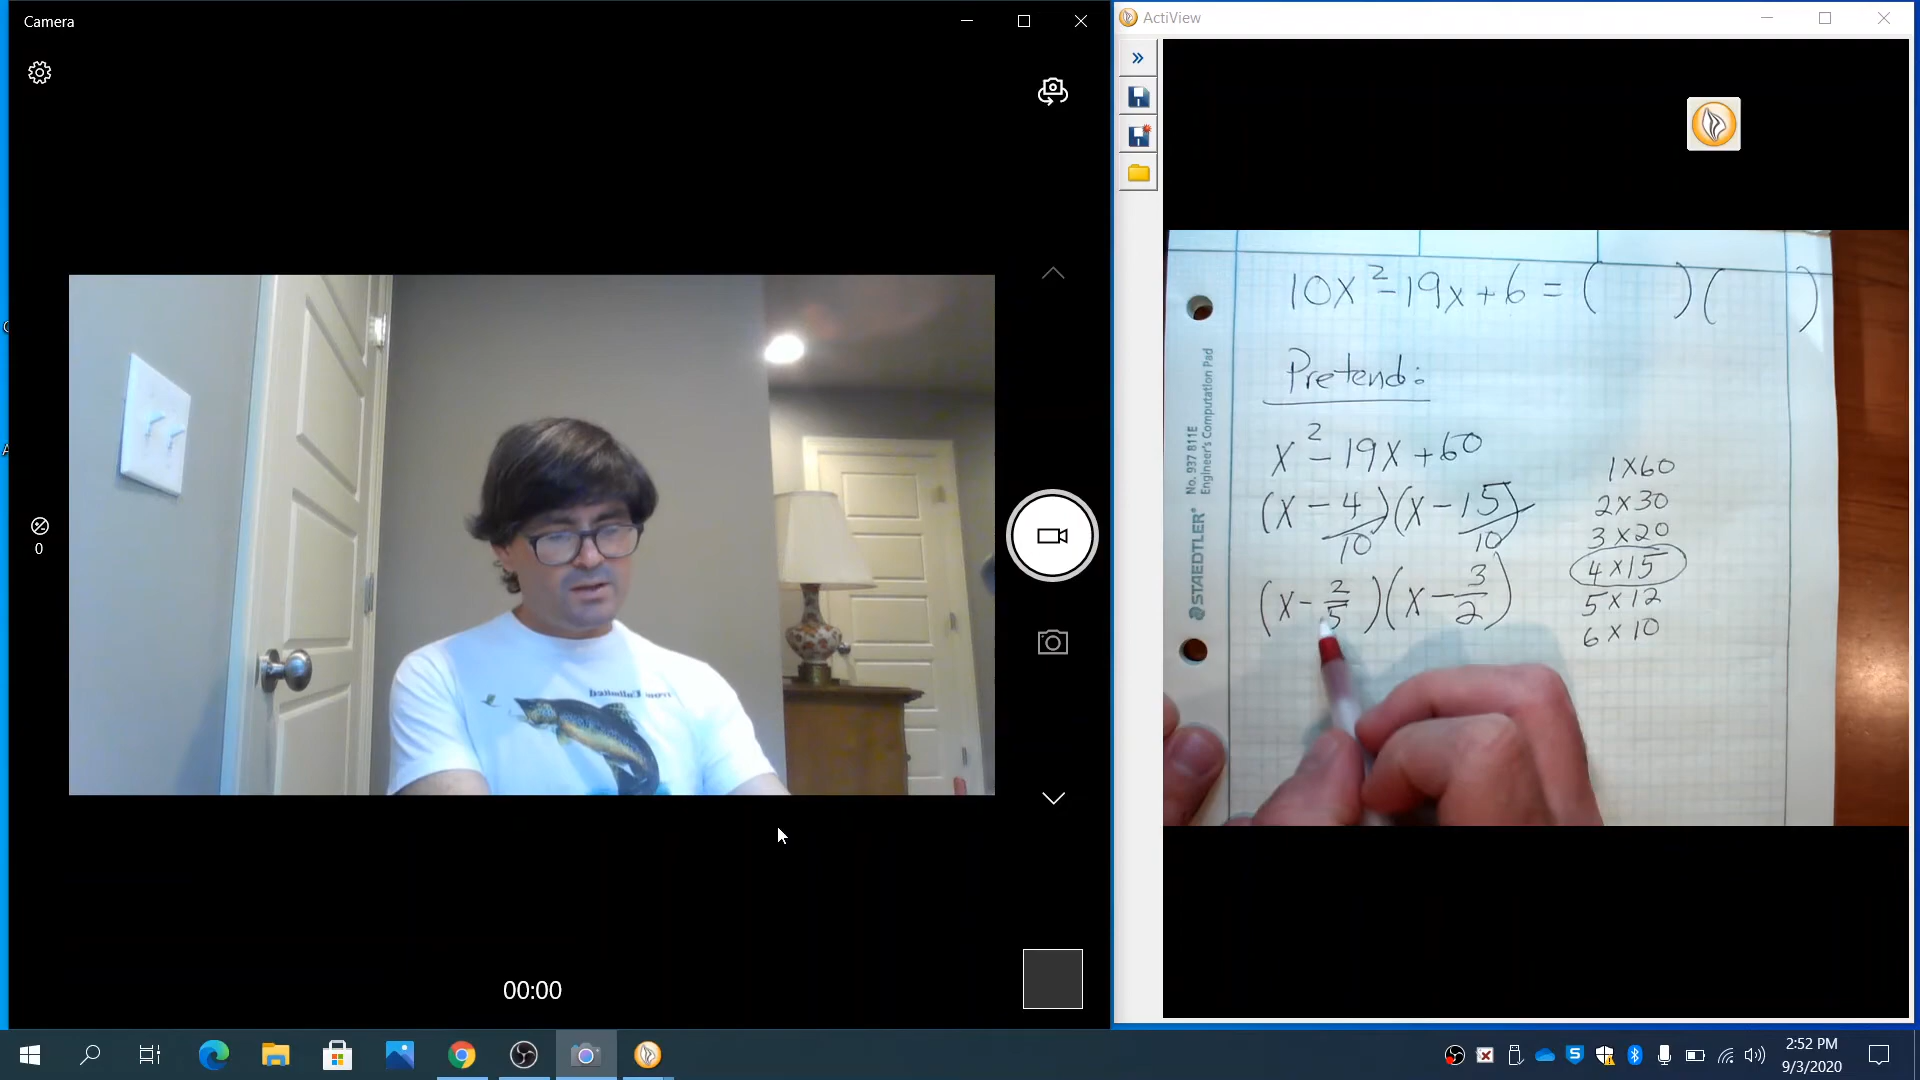 Camera
0
00:00
ActiView
10x² - 19x + 6 = ( )( )
Pretend:
x² - 19x + 60
(x - 4/10)(x - 15/10)
(x - 2/5)(x - 3/2)
1x60
2x30
3x20
4x15
5x12
6x10
No. 937 811E
Engineer's Computation Pad
STAEDTLER®
2:52 PM
9/3/2020